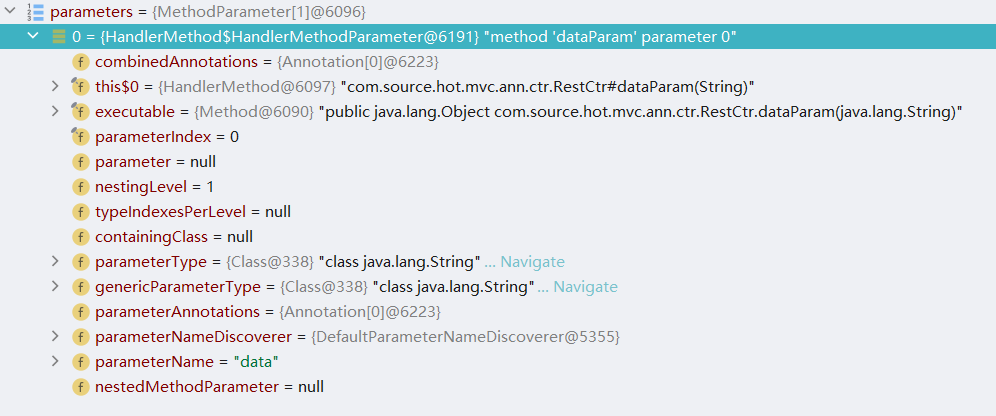 parameters = {MethodParameter[1]@6096}
0 = {HandlerMethod$HandlerMethodParameter@6191} "method 'dataParam' parameter 0"
combinedAnnotations = {Annotation[0]@6223}
this$0 = {HandlerMethod@6097} "com.source.hot.mvc.ann.ctr.RestCtr#dataParam(String)"
executable = {Method@6090} "public java.lang.Object com.source.hot.mvc.ann.ctr.RestCtr.dataParam(java.lang.String)"
parameterIndex = 0
parameter = null
nestingLevel = 1
typeIndexesPerLevel = null
containingClass = null
parameterType = {Class@338} "class java.lang.String" ... Navigate
genericParameterType = {Class@338} "class java.lang.String" ... Navigate
parameterAnnotations = {Annotation[0]@6223}
parameterNameDiscoverer = {DefaultParameterNameDiscoverer@5355}
parameterName = "data"
nestedMethodParameter = null